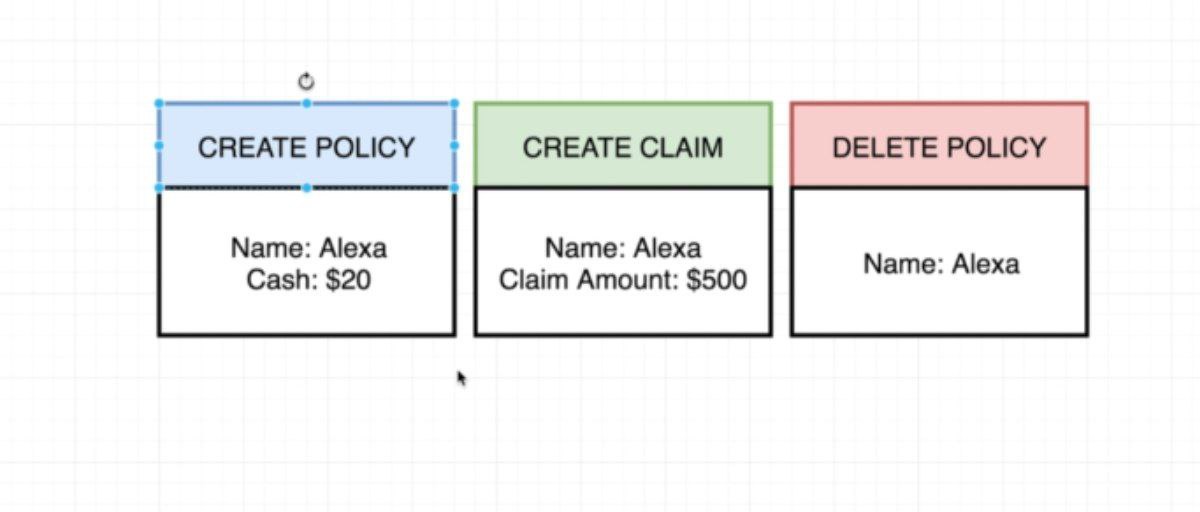 CREATE POLICY
Name: Alexa
Cash: $20
CREATE CLAIM
Name: Alexa
Claim Amount: $500
DELETE POLICY
Name: Alexa